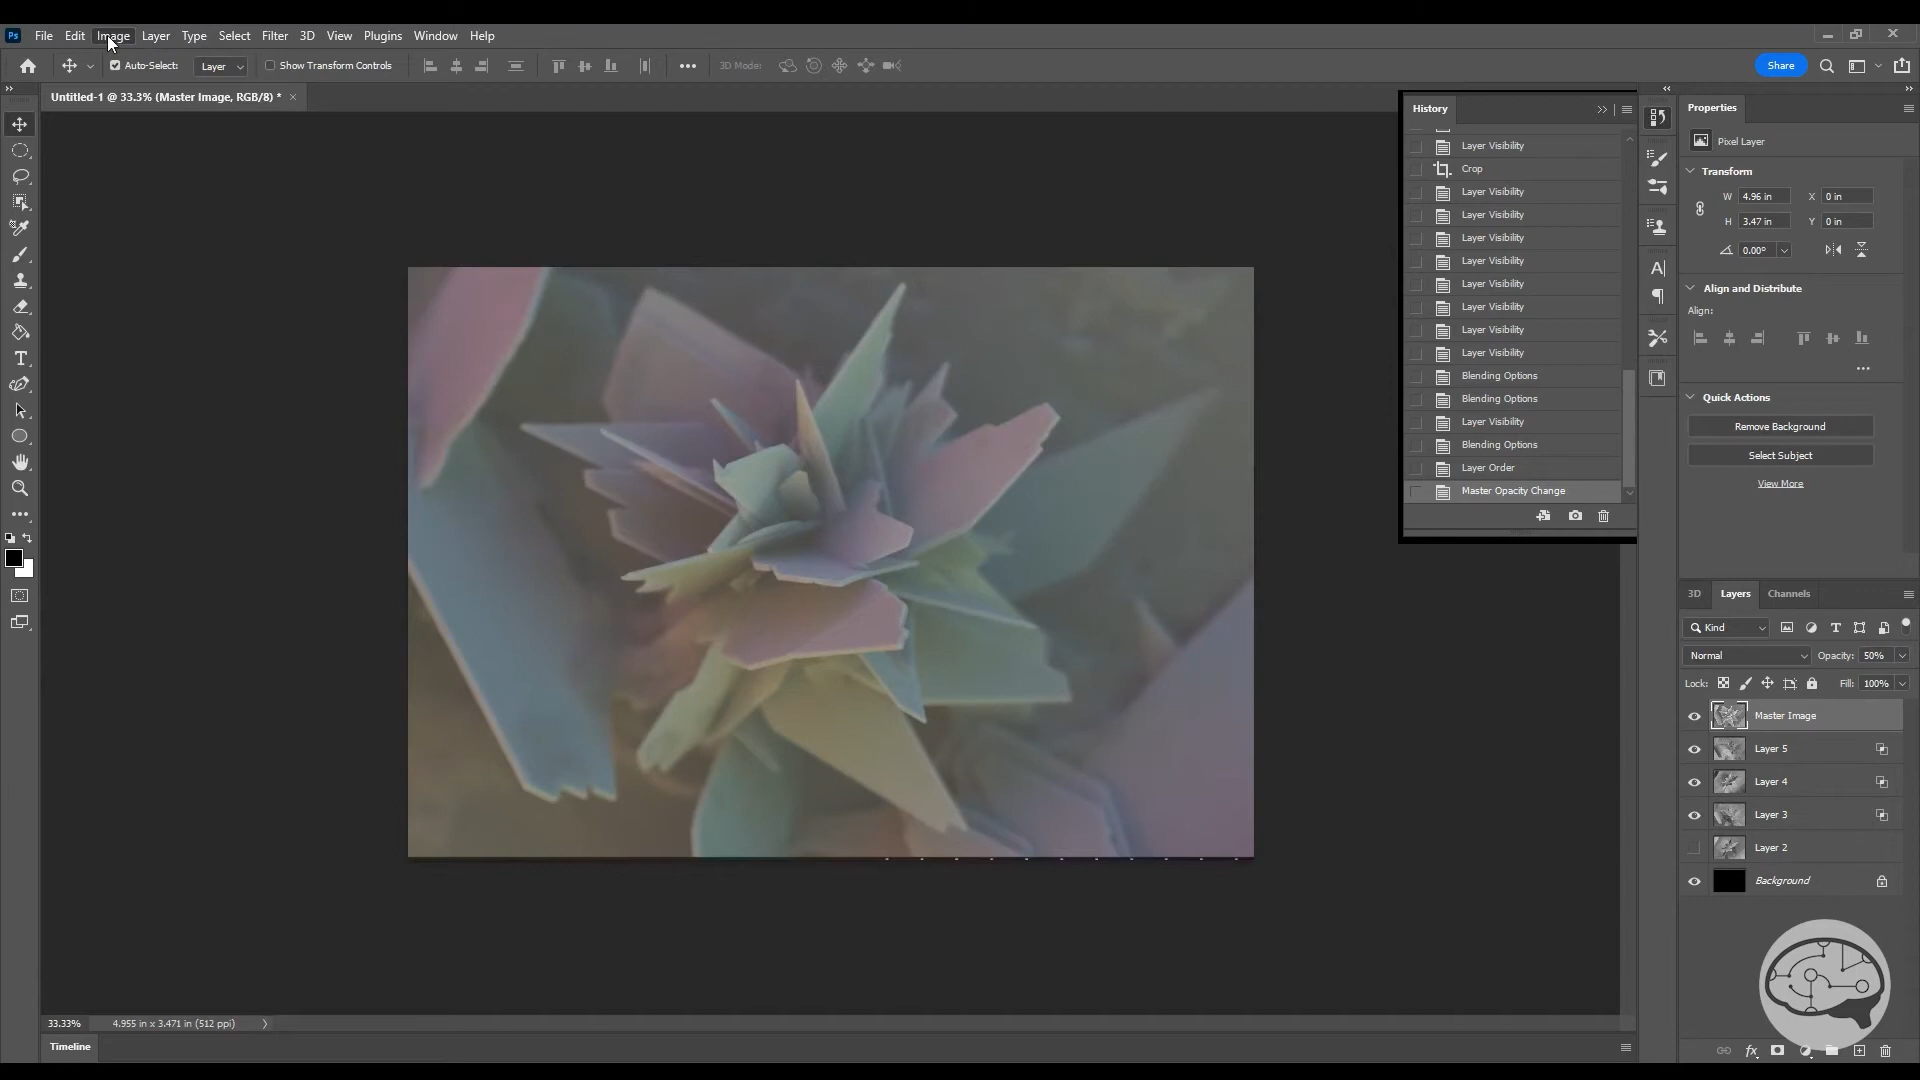 Ps File Edit Image Layer Type Select Filter 3D View Plugins Window Help
Auto-Select: Layer Show Transform Controls 3D Mode: Share
Untitled-1 @ 33.3% (Master Image, RGB/8) *
History
Layer Visibility
Crop
Layer Visibility
Layer Visibility
Layer Visibility
Layer Visibility
Layer Visibility
Layer Visibility
Layer Visibility
Layer Visibility
Blending Options
Blending Options
Layer Visibility
Blending Options
Layer Order
Master Opacity Change
Properties
Pixel Layer
Transform
W 4.96 in X 0 in
H 3.47 in Y 0 in
0.00°
Align and Distribute
Align:
Quick Actions
Remove Background
Select Subject
View More
3D Layers Channels
Kind
Normal Opacity: 50%
Lock: Fill: 100%
Master Image
Layer 5
Layer 4
Layer 3
Layer 2
Background
33.33% 4.955 in x 3.471 in (512 ppi)
Timeline